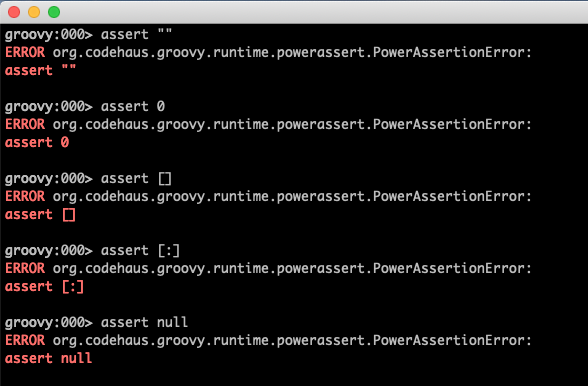 groovy:000> assert ""
ERROR org.codehaus.groovy.runtime.powerassert.PowerAssertionError:
assert ""
groovy:000> assert 0
ERROR org.codehaus.groovy.runtime.powerassert.PowerAssertionError:
assert 0
groovy:000> assert []
ERROR org.codehaus.groovy.runtime.powerassert.PowerAssertionError:
assert []
groovy:000> assert [:]
ERROR org.codehaus.groovy.runtime.powerassert.PowerAssertionError:
assert [:]
groovy:000> assert null
ERROR org.codehaus.groovy.runtime.powerassert.PowerAssertionError:
assert null